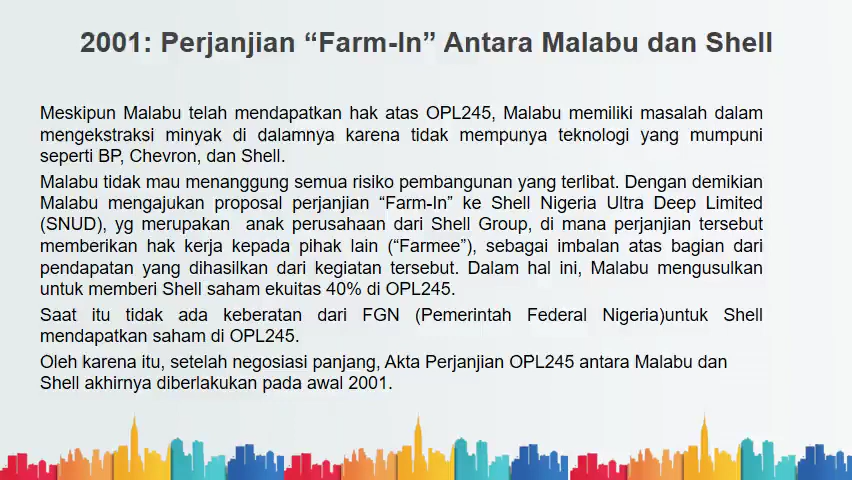 2001: Perjanjian “Farm-In” Antara Malabu dan Shell
Meskipun Malabu telah mendapatkan hak atas OPL245, Malabu memiliki masalah dalam
mengekstraksi minyak di dalamnya karena tidak mempunya teknologi yang mumpuni
seperti BP, Chevron, dan Shell.
Malabu tidak mau menanggung semua risiko pembangunan yang terlibat. Dengan demikian
Malabu mengajukan proposal perjanjian “Farm-In” ke Shell Nigeria Ultra Deep Limited
(SNUD), yg merupakan anak perusahaan dari Shell Group, di mana perjanjian tersebut
memberikan hak kerja kepada pihak lain (“Farmee”), sebagai imbalan atas bagian dari
pendapatan yang dihasilkan dari kegiatan tersebut. Dalam hal ini, Malabu mengusulkan
untuk memberi Shell saham ekuitas 40% di OPL245.
Saat itu tidak ada keberatan dari FGN (Pemerintah Federal Nigeria)untuk Shell
mendapatkan saham di OPL245.
Oleh karena itu, setelah negosiasi panjang, Akta Perjanjian OPL245 antara Malabu dan
Shell akhirnya diberlakukan pada awal 2001.